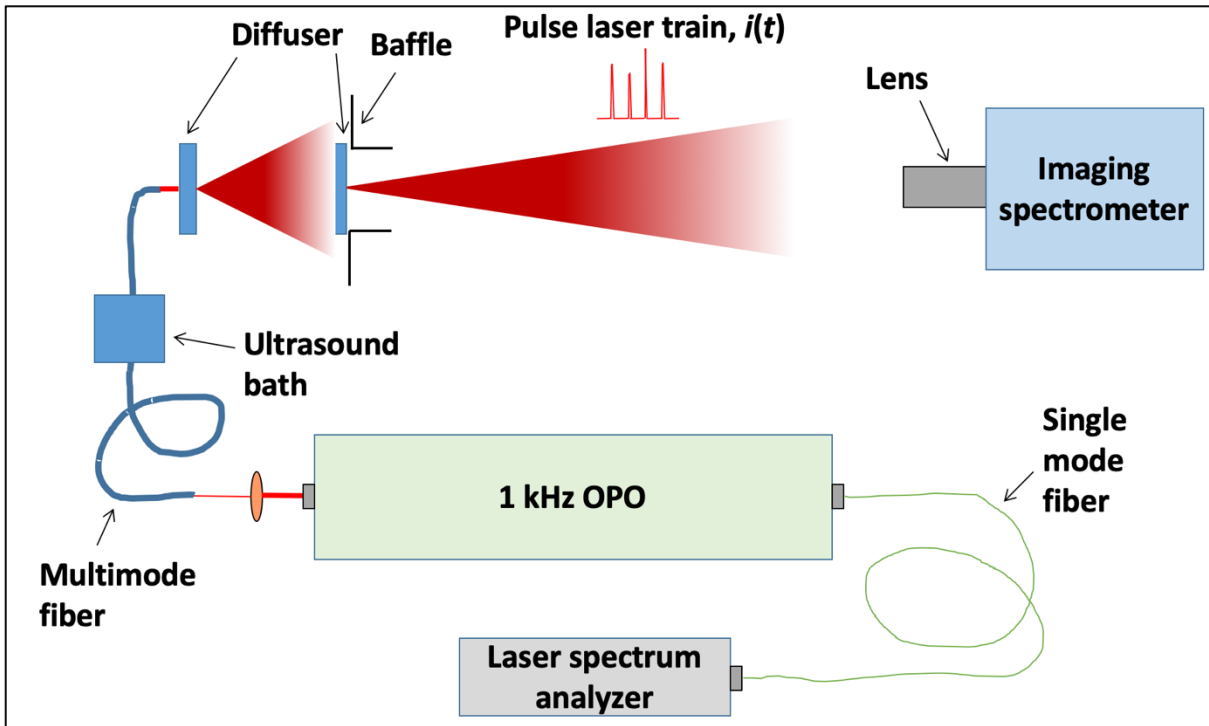 Diffuser
Baffle
Pulse laser train, i(t)
Lens
Imaging
spectrometer
Ultrasound
bath
Single
mode
fiber
1 kHz OPO
Multimode
fiber
Laser spectrum
analyzer